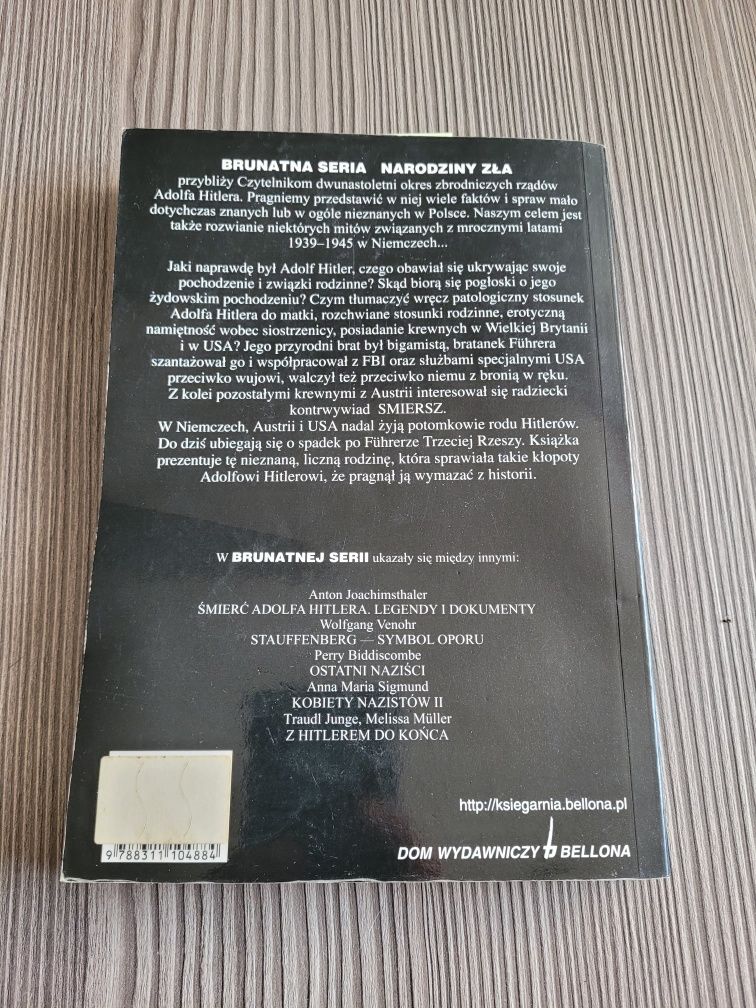 BRUNATNA SERIA NARODZINY ZŁA
przybliży Czytelnikom dwunastoletni okres zbrodniczych rządów
Adolfa Hitlera. Pragniemy przedstawić w niej wiele faktów i spraw mało
dotychczas znanych lub w ogóle nieznanych w Polsce. Naszym celem jest
także rozwianie niektórych mitów związanych z mrocznymi latami
1939–1945 w Niemczech...
Jaki naprawdę był Adolf Hitler, czego obawiał się ukrywając swoje
pochodzenie i związki rodzinne? Skąd biorą się pogłoski o jego
żydowskim pochodzeniu? Czym tłumaczyć wręcz patologiczny stosunek
Adolfa Hitlera do matki, rozchwiane stosunki rodzinne, erotyczną
namiętność wobec siostrzenicy, posiadanie krewnych w Wielkiej Brytanii
i w USA? Jego przyrodni brat był bigamistą, bratanek Führera
szantażował go i współpracował z FBI oraz służbami specjalnymi USA
przeciwko wujowi, walczył też przeciwko niemu z bronią w ręku.
Z kolei pozostałymi krewnymi z Austrii interesował się radziecki
kontrwywiad SMIERSZ.
W Niemczech, Austrii i USA nadal żyją potomkowie rodu Hitlerów.
Do dziś ubiegają się o spadek po Führerze Trzeciej Rzeszy. Książka
prezentuje tę nieznaną, liczną rodzinę, która sprawiała takie kłopoty
Adolfowi Hitlerowi, że pragnął ją wymazać z historii.
W BRUNATNEJ SERII ukazały się między innymi:
Anton Joachimsthaler
ŚMIERĆ ADOLFA HITLERA. LEGENDY I DOKUMENTY
Wolfgang Venohr
STAUFFENBERG — SYMBOL OPORU
Perry Biddiscombe
OSTATNI NAZIŚCI
Anna Maria Sigmund
KOBIETY NAZISTÓW II
Traudl Junge, Melissa Müller
Z HITLEREM DO KOŃCA
http://ksiegarnia.bellona.pl
DOM WYDAWNICZY b BELLONA
9 788311 104884